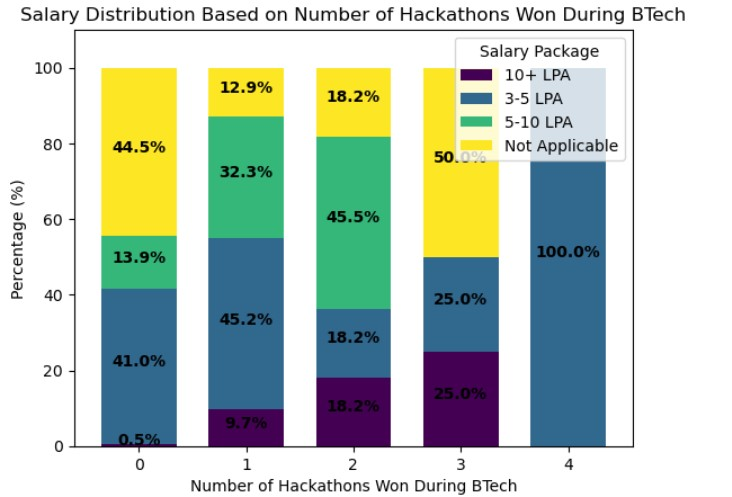 Salary Distribution Based on Number of Hackathons Won During BTech
Salary Package
10+ LPA
3-5 LPA
5-10 LPA
Not Applicable
Percentage (%)
100
80
60
40
20
0
44.5%
13.9%
41.0%
0.5%
12.9%
32.3%
45.2%
9.7%
18.2%
45.5%
18.2%
18.2%
50.0%
25.0%
25.0%
100.0%
0 1 2 3 4
Number of Hackathons Won During BTech